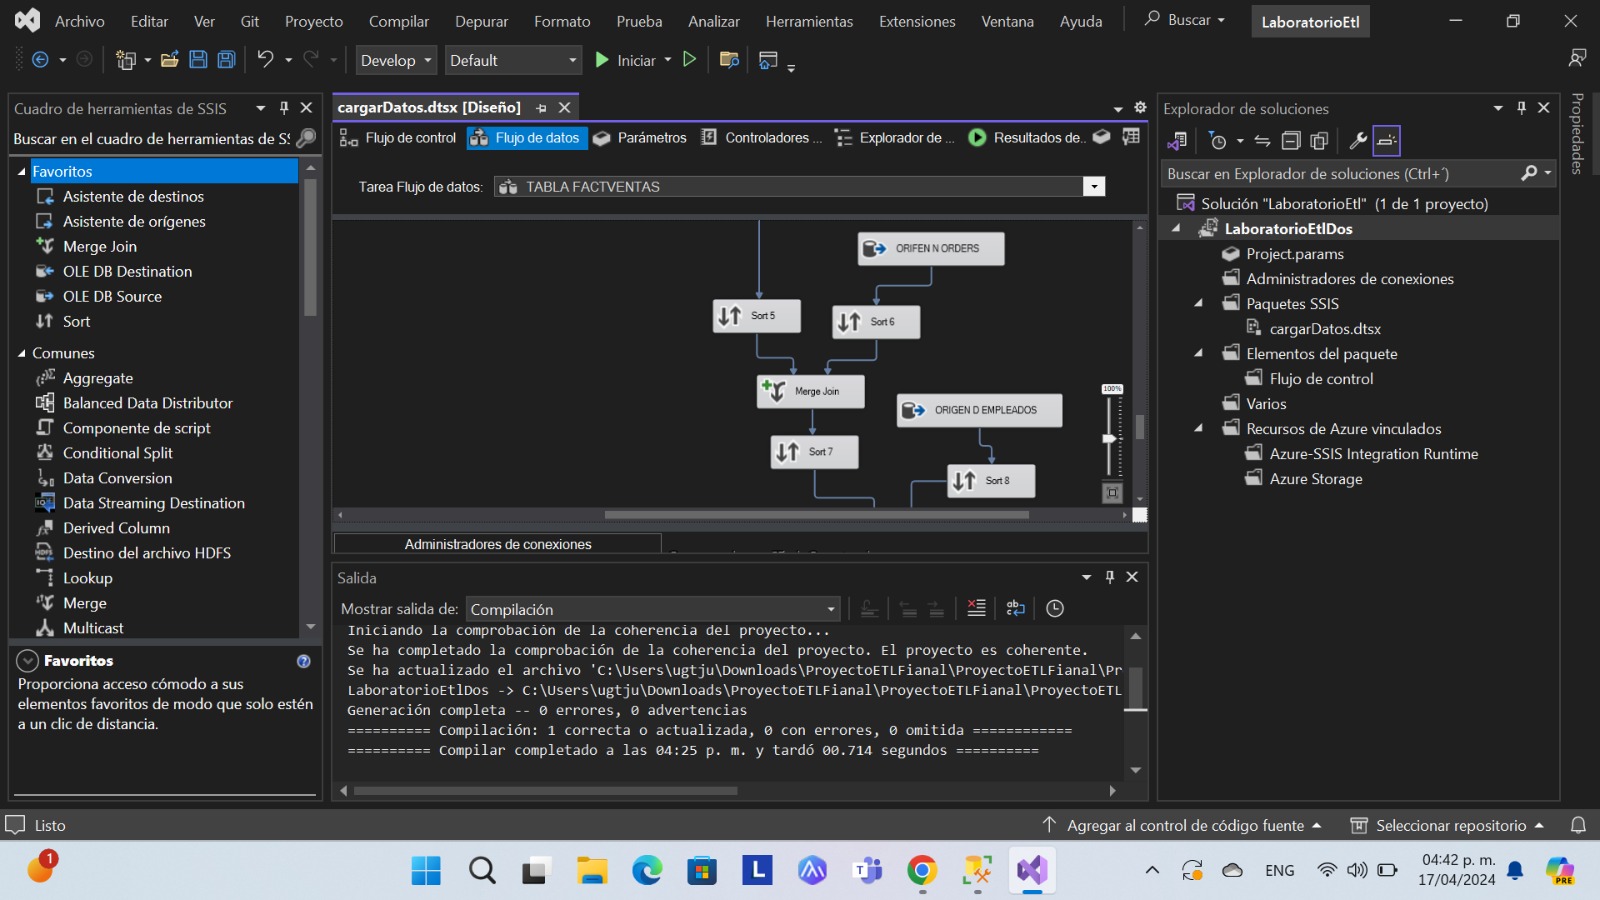 Archivo Editar Ver Git Proyecto Compilar Depurar Formato Prueba Analizar Herramientas Extensiones Ventana Ayuda Buscar LaboratorioEtl
Develop Default Iniciar
Cuadro de herramientas de SSIS
Buscar en el cuadro de herramientas de S
Favoritos
Asistente de destinos
Asistente de orígenes
Merge Join
OLE DB Destination
OLE DB Source
Sort
Comunes
Aggregate
Balanced Data Distributor
Componente de script
Conditional Split
Data Conversion
Data Streaming Destination
Derived Column
Destino del archivo HDFS
Lookup
Merge
Multicast
Favoritos
Proporciona acceso cómodo a sus
elementos favoritos de modo que solo estén
a un clic de distancia.
cargarDatos.dtsx [Diseño]
Flujo de control Flujo de datos Parámetros Controladores ... Explorador de ... Resultados de..
Tarea Flujo de datos: TABLA FACTVENTAS
ORIFEN N ORDERS
Sort 5
Sort 6
Merge Join
ORIGEN D EMPLEADOS
Sort 7
Sort 8
100%
Administradores de conexiones
Salida
Mostrar salida de: Compilación
Iniciando la comprobación de la coherencia del proyecto...
Se ha completado la comprobación de la coherencia del proyecto. El proyecto es coherente.
Se ha actualizado el archivo 'C:\Users\ugtju\Downloads\ProyectoETLFianal\ProyectoETLFianal\Pr
LaboratorioEtlDos -> C:\Users\ugtju\Downloads\ProyectoETLFianal\ProyectoETLFianal\ProyectoETL
Generación completa -- 0 errores, 0 advertencias
========== Compilación: 1 correcta o actualizada, 0 con errores, 0 omitida ============
========== Compilar completado a las 04:25 p. m. y tardó 00.714 segundos ==========
Explorador de soluciones
Buscar en Explorador de soluciones (Ctrl+´)
Solución "LaboratorioEtl" (1 de 1 proyecto)
LaboratorioEtlDos
Project.params
Administradores de conexiones
Paquetes SSIS
cargarDatos.dtsx
Elementos del paquete
Flujo de control
Varios
Recursos de Azure vinculados
Azure-SSIS Integration Runtime
Azure Storage
Propiedades
Listo
Agregar al control de código fuente Seleccionar repositorio
1
L
T
ENG
04:42 p. m.
17/04/2024
PRE